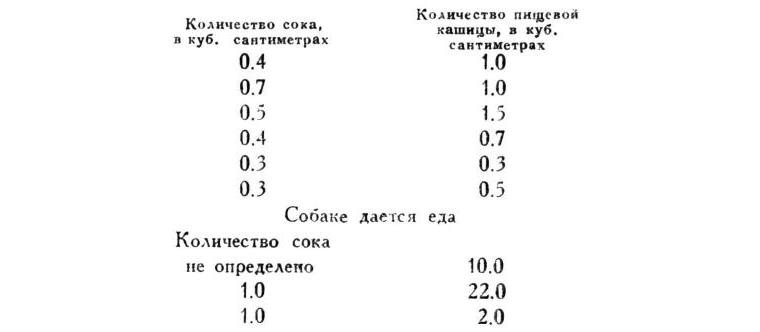 Количество сока,
в куб. сантиметрах
Количество пищевой
кашицы, в куб.
сантиметрах
0.4 1.0
0.7 1.0
0.5 1.5
0.4 0.7
0.3 0.3
0.3 0.5
Собаке дается еда
Количество сока
не определено 10.0
1.0 22.0
1.0 2.0